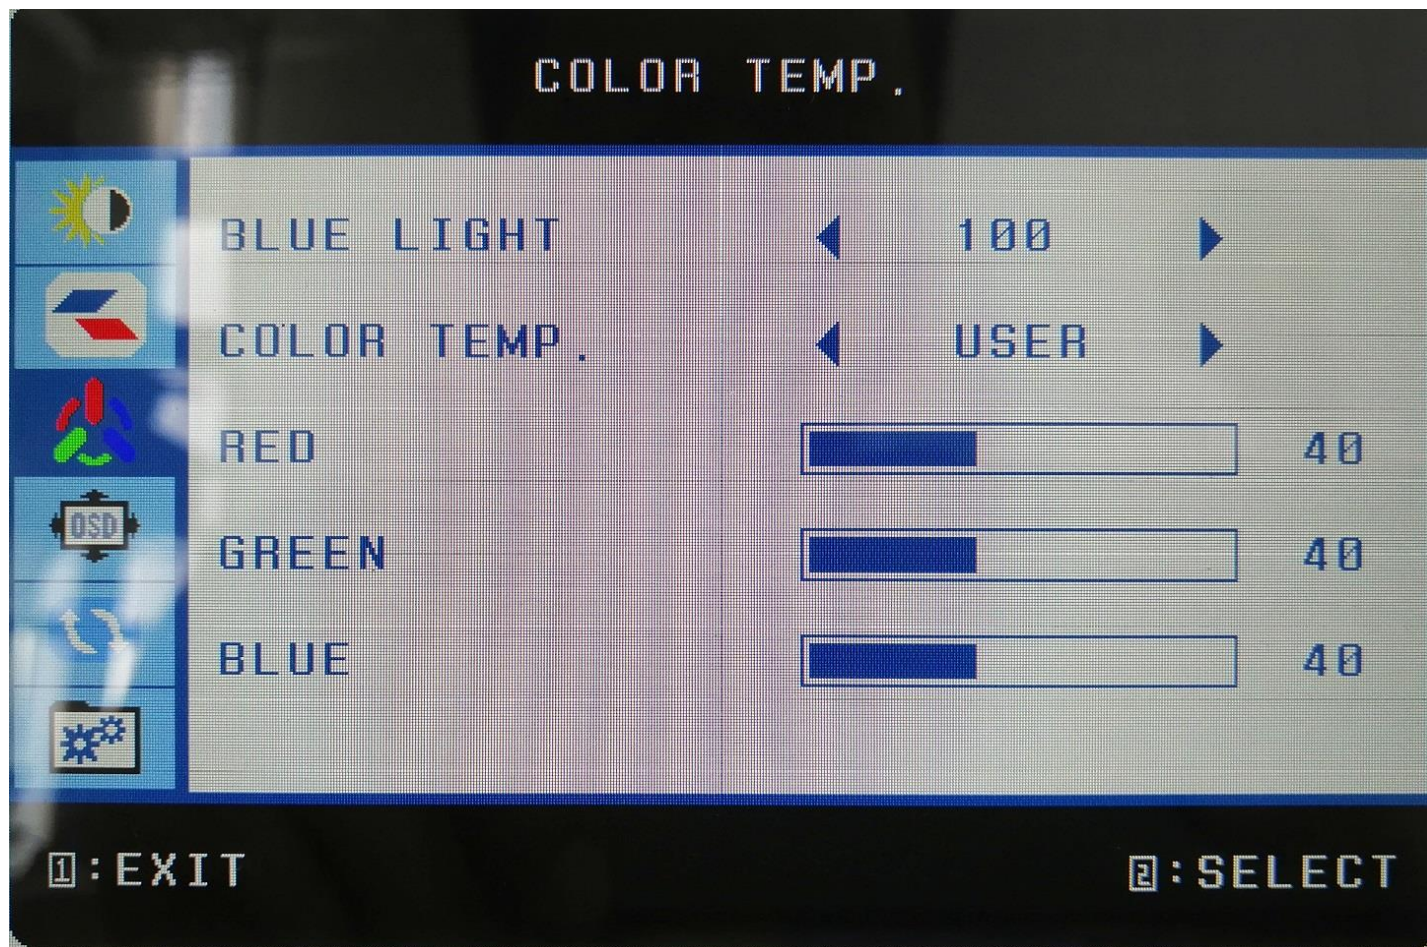 COLOR TEMP.
BLUE LIGHT 100
COLOR TEMP. USER
RED 40
GREEN 40
OSD
BLUE 40
1:EXIT
2:SELECT